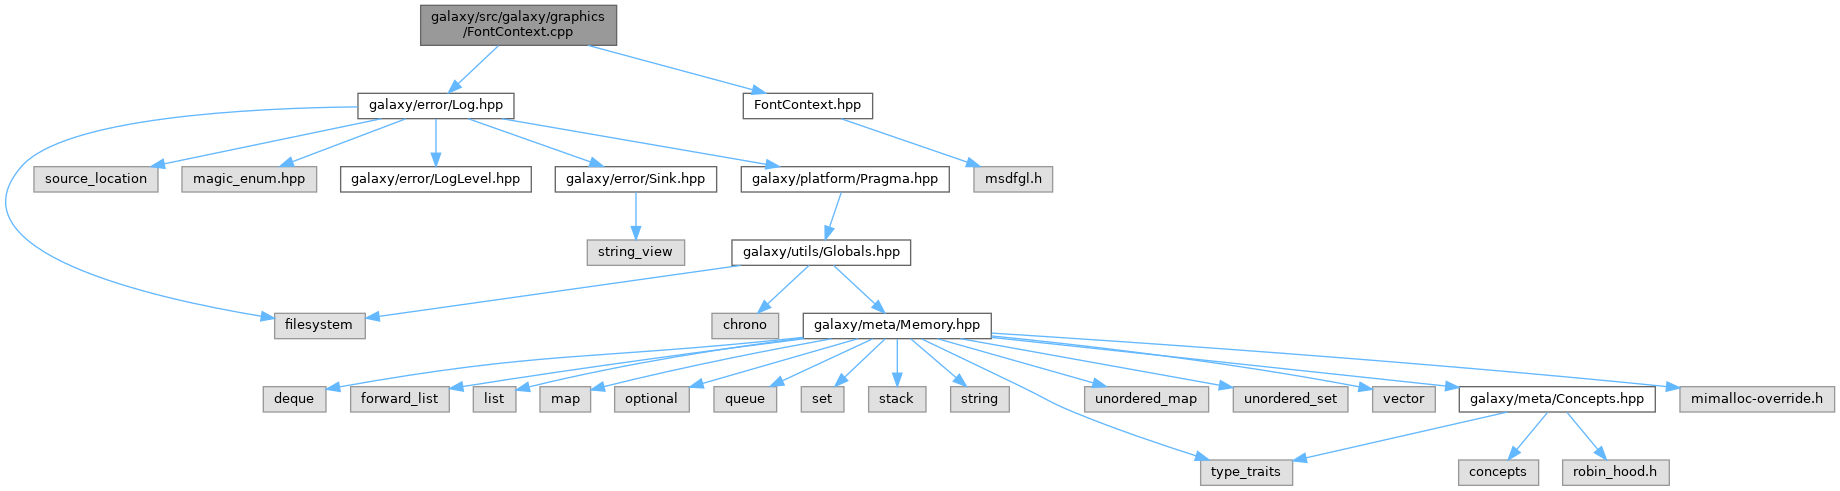 galaxy/src/galaxy/graphics
/FontContext.cpp
galaxy/error/Log.hpp
FontContext.hpp
source_location
magic_enum.hpp
galaxy/error/LogLevel.hpp
galaxy/error/Sink.hpp
galaxy/platform/Pragma.hpp
msdfgl.h
string_view
galaxy/utils/Globals.hpp
filesystem
chrono
galaxy/meta/Memory.hpp
deque
forward_list
list
map
optional
queue
set
stack
string
unordered_map
unordered_set
vector
galaxy/meta/Concepts.hpp
mimalloc-override.h
type_traits
concepts
robin_hood.h